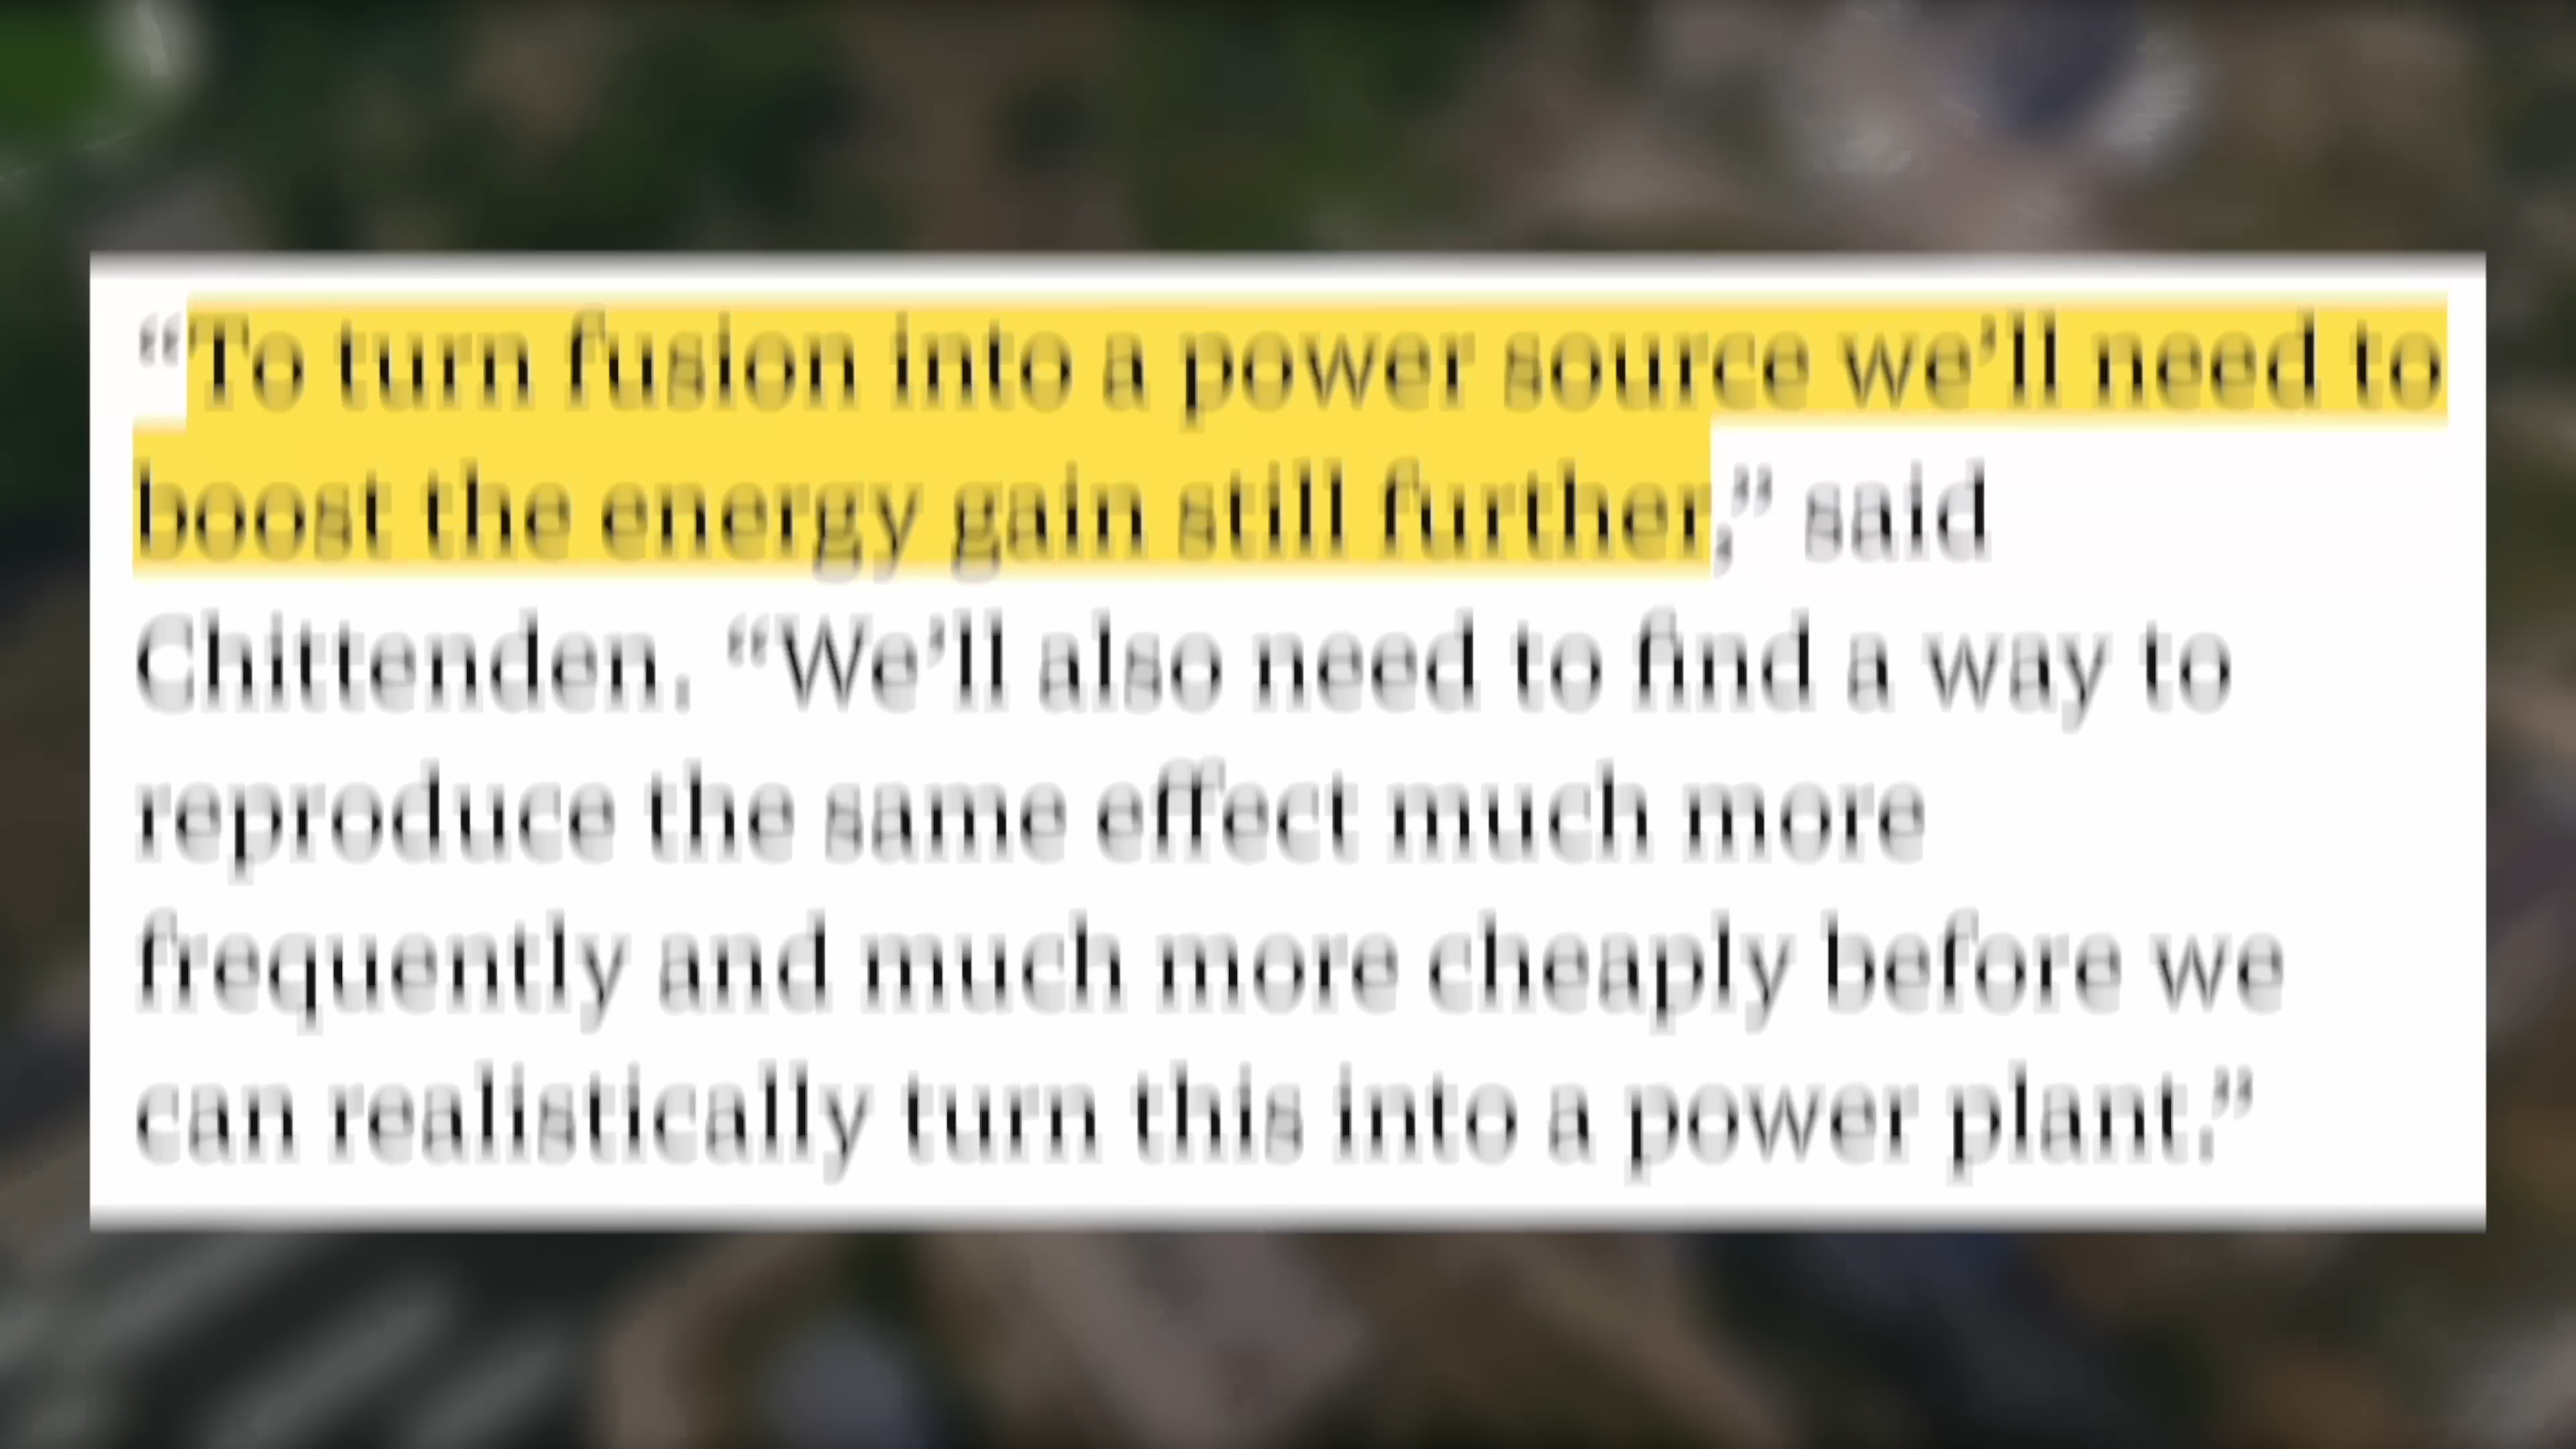 “To turn fusion into a power source we’ll need to
boost the energy gain still further,” said
Chittenden. “We’ll also need to find a way to
reproduce the same effect much more
frequently and much more cheaply before we
can realistically turn this into a power plant.”